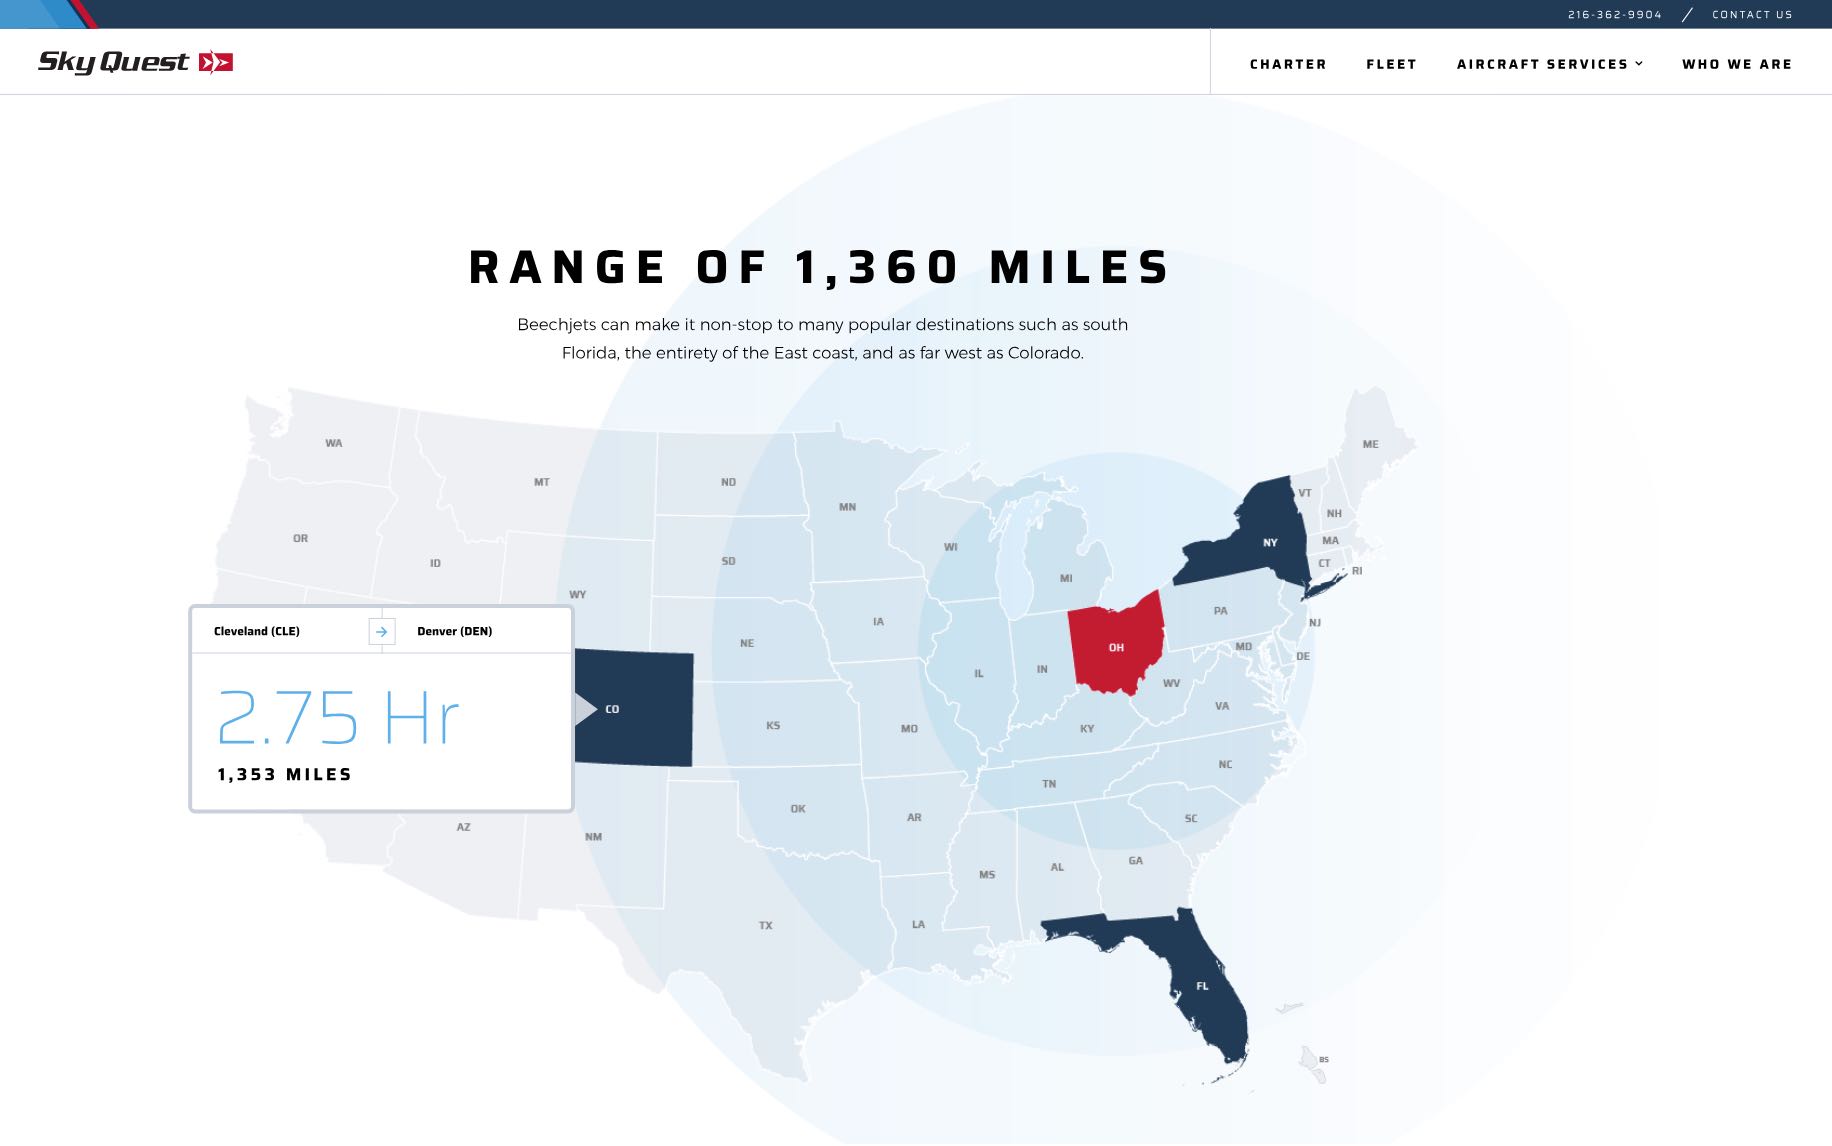 216-362-9904 / CONTACT US
Sky Quest
CHARTER FLEET AIRCRAFT SERVICES WHO WE ARE
RANGE OF 1,360 MILES
Beechjets can make it non-stop to many popular destinations such as south
Florida, the entirety of the East coast, and as far west as Colorado.
WA
MT
ND
MN
ME
VT
NH
OR
ID
SD
WI
MI
NY
MA
CT
RI
WY
NE
IA
IL
IN
OH
PA
NJ
MD
DE
WV
VA
Cleveland (CLE) → Denver (DEN)
2.75 Hr
1,353 MILES
CO
KS
MO
KY
NC
TN
SC
AZ
NM
OK
AR
MS
AL
GA
TX
LA
FL
BS